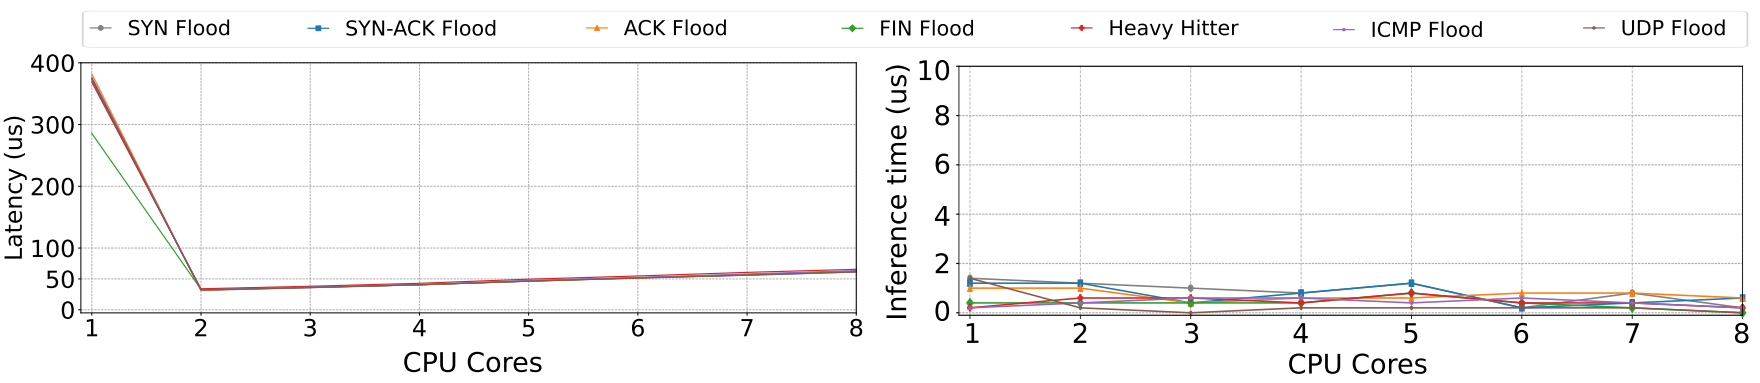 SYN Flood SYN-ACK Flood ACK Flood FIN Flood Heavy Hitter ICMP Flood UDP Flood
Latency (us)
400
300
200
100
50
0
1 2 3 4 5 6 7 8
CPU Cores
Inference time (us)
10
8
6
4
2
0
1 2 3 4 5 6 7 8
CPU Cores